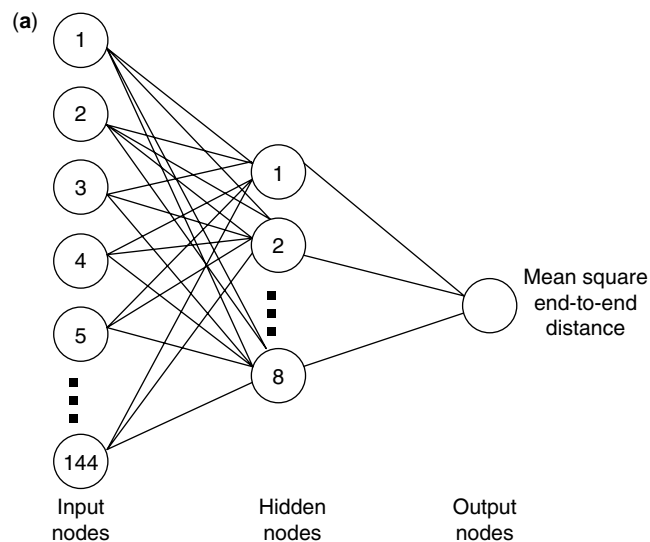 (a)
1
2
3
4
5
144
1
2
8
Mean square
end-to-end
distance
Input
nodes
Hidden
nodes
Output
nodes